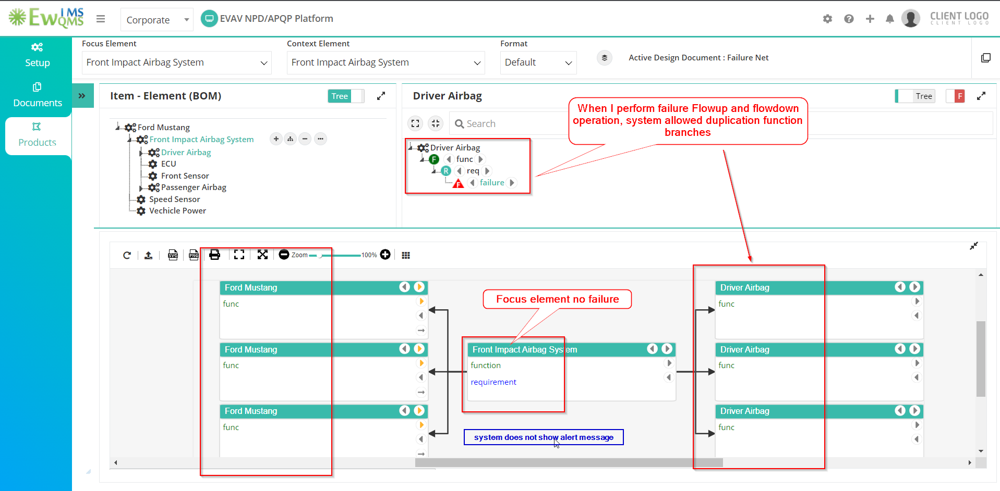 Ew IMS QMS
Corporate
EVAV NPD/APQP Platform
CLIENT LOGO
CLIENT LOGO
Setup
Documents
Products
Focus Element
Context Element
Format
Front Impact Airbag System
Front Impact Airbag System
Default
Active Design Document : Failure Net
Item - Element (BOM)
Tree
Driver Airbag
Tree
F
Search
When I perform failure Flowup and flowdown
operation, system allowed duplication function
branches
Ford Mustang
Front Impact Airbag System
Driver Airbag
ECU
Front Sensor
Passenger Airbag
Speed Sensor
Vechicle Power
Driver Airbag
F func
R req
F failure
SVG
PNG
Zoom
100%
Ford Mustang
func
Ford Mustang
func
Ford Mustang
func
Focus element no failure
Front Impact Airbag System
function
requirement
system does not show alert message
Driver Airbag
func
Driver Airbag
func
Driver Airbag
func